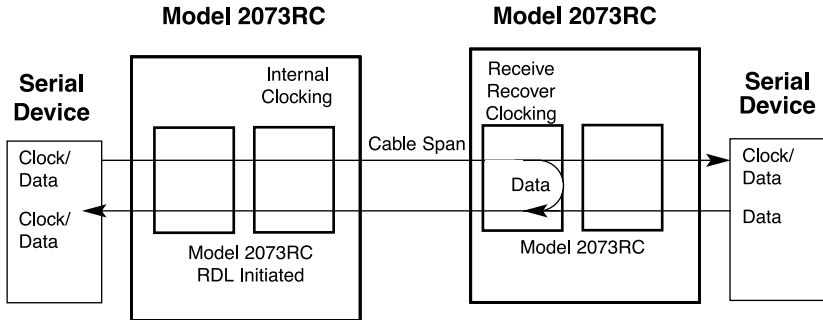 Model 2073RC
Model 2073RC
Serial
Device
Internal
Clocking
Receive
Recover
Clocking
Serial
Device
Cable Span
Clock/
Data
Clock/
Data
Data
Clock/
Data
Data
Model 2073RC
RDL Initiated
Model 2073RC